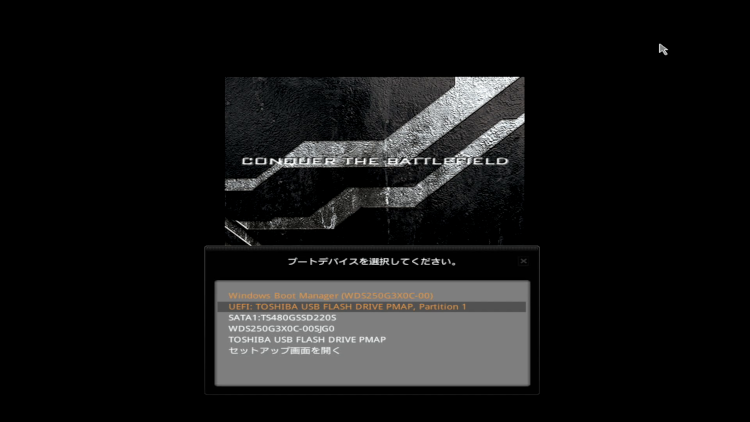 CONQUER THE BATTLEFIELD
ブートデバイスを選択してください。
Windows Boot Manager (WDS250G3X0C-00)
UEFI: TOSHIBA USB FLASH DRIVE PMAP, Partition 1
SATA1:TS480GSSD220S
WDS250G3X0C-00SJG0
TOSHIBA USB FLASH DRIVE PMAP
セットアップ画面を開く